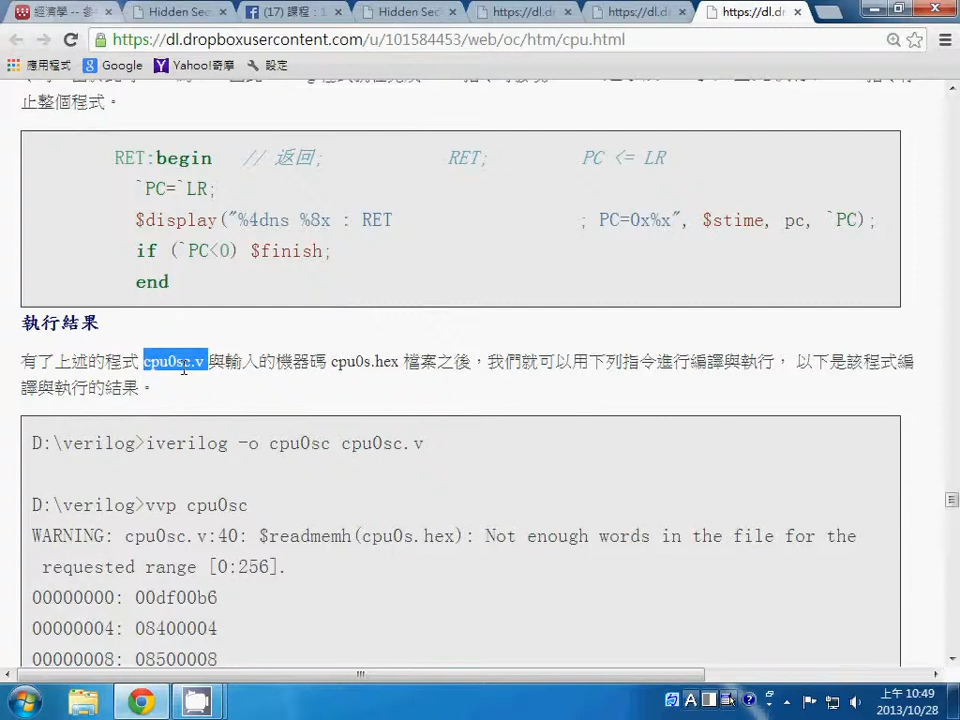 經濟學 -- 參
Hidden Sec
(17) 課程：1
Hidden Sec
https://dl.d
https://dl.d
https://dl.d
https://dl.dropboxusercontent.com/u/101584453/web/oc/htm/cpu.html
應用程式 Google Yahoo!奇摩 設定
止整個程式。
RET:begin // 返回; RET; PC <= LR
`PC=`LR;
$display("%4dns %8x : RET ; PC=0x%x", $stime, pc, `PC);
if (`PC<0) $finish;
end
執行結果
有了上述的程式 cpu0sc.v 與輸入的機器碼 cpu0s.hex 檔案之後，我們就可以用下列指令進行編譯與執行， 以下是該程式編
譯與執行的結果。
D:\verilog>iverilog -o cpu0sc cpu0sc.v
D:\verilog>vvp cpu0sc
WARNING: cpu0sc.v:40: $readmemh(cpu0s.hex): Not enough words in the file for the
requested range [0:256].
00000000: 00df00b6
00000004: 08400004
00000008: 08500008
上午 10:49
2013/10/28